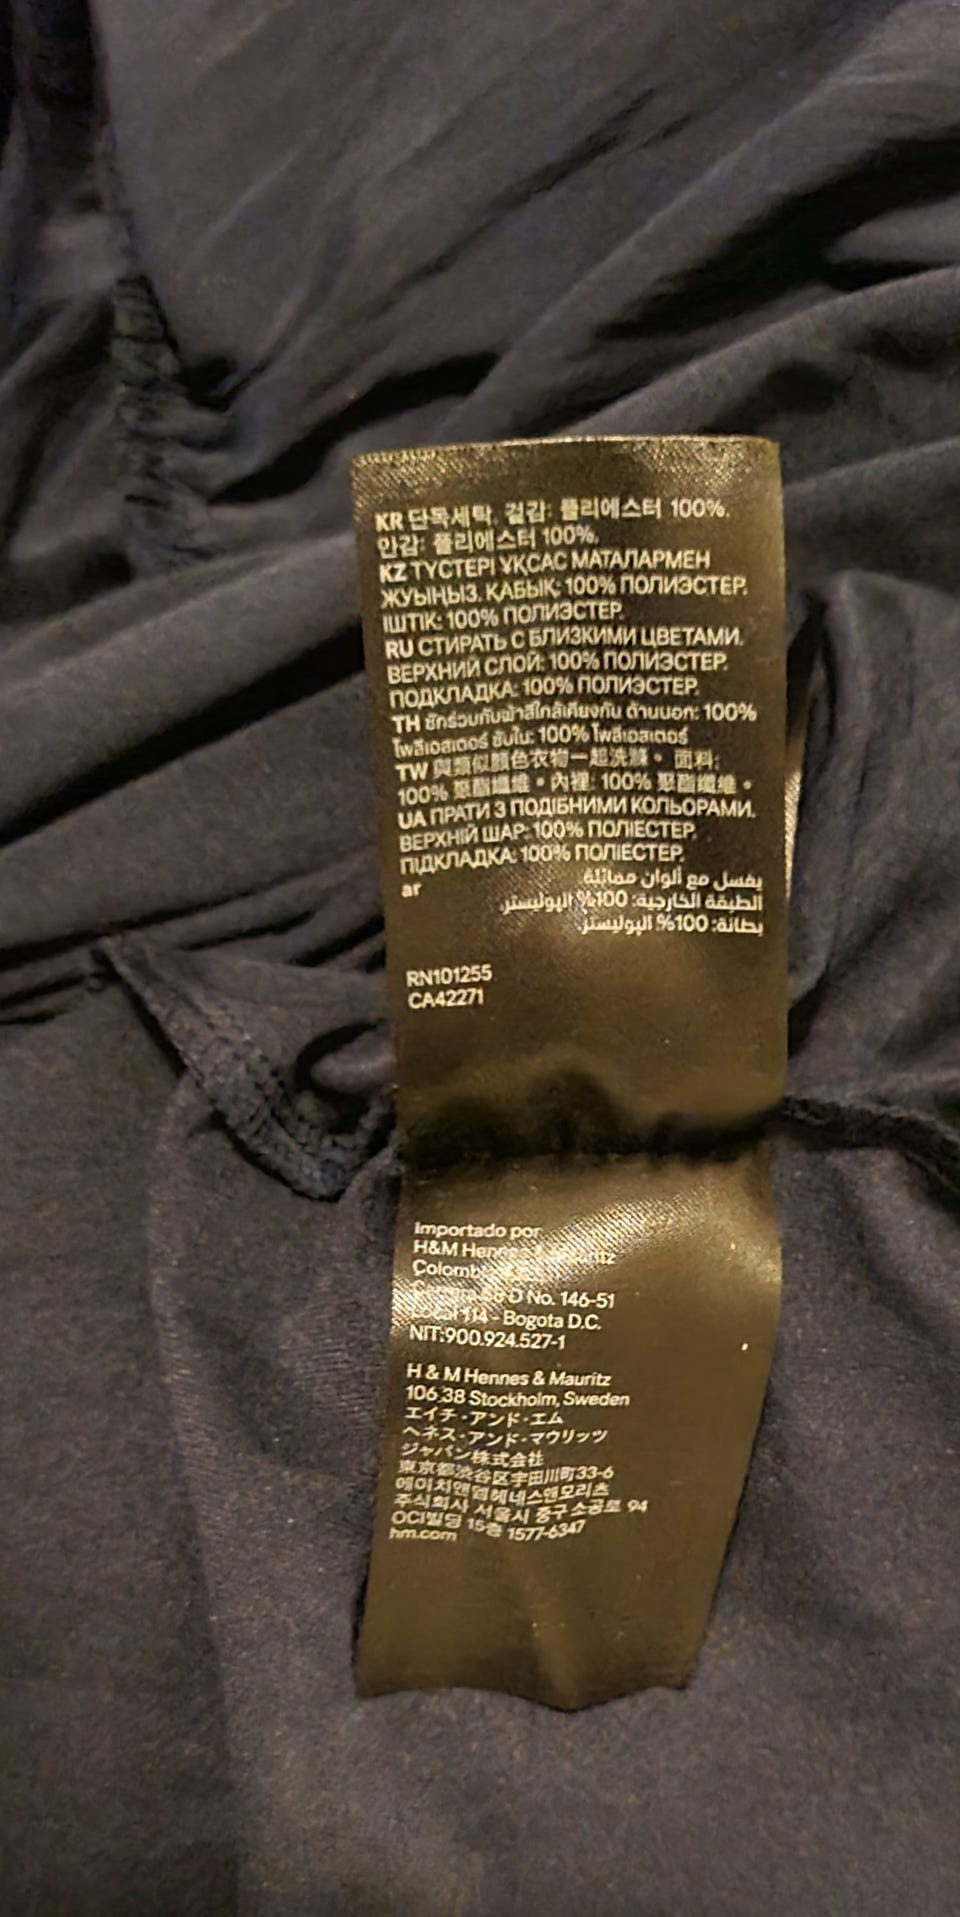 KR 단독세탁. 겉감: 폴리에스터 100%.
안감: 폴리에스터 100%.
KZ ТҮСТЕРІ ҰҚСАС МАТАЛАРМЕН
ЖУЫҢЫЗ. ҚАБЫҚ: 100% ПОЛИЭСТЕР.
ІШТІК: 100% ПОЛИЭСТЕР.
RU СТИРАТЬ С БЛИЗКИМИ ЦВЕТАМИ.
ВЕРХНИЙ СЛОЙ: 100% ПОЛИЭСТЕР.
ПОДКЛАДКА: 100% ПОЛИЭСТЕР.
TH ซักร่วมกับผ้าสีใกล้เคียงกัน ด้านนอก: 100%
โพลีเอสเตอร์ ซับใน: 100% โพลีเอสเตอร์
TW 與類似顏色衣物一起洗滌。 面料:
100% 聚酯纖維。內裡: 100% 聚酯纖維。
UA ПРАТИ З ПОДІБНИМИ КОЛЬОРАМИ.
ВЕРХНІЙ ШАР: 100% ПОЛІЕСТЕР.
ПІДКЛАДКА: 100% ПОЛІЕСТЕР.
ar يغسل مع ألوان مماثلة
الطبقة الخارجية: 100% البوليستر.
بطانة: 100% البوليستر.
RN101255
CA42271
Importado por
H&M Hennes & Mauritz
Colombia
D No. 146-51
Local 114 - Bogota D.C.
NIT:900.924.527-1
H & M Hennes & Mauritz
106 38 Stockholm, Sweden
エイチ・アンド・エム
ヘネス・アンド・マウリッツ
ジャパン株式会社
東京都渋谷区宇田川町33-6
에이치앤엠헤네스앤모리츠
주식회사 서울시 중구 소공로 94
OCI빌딩 15층 1577-6347
hm.com